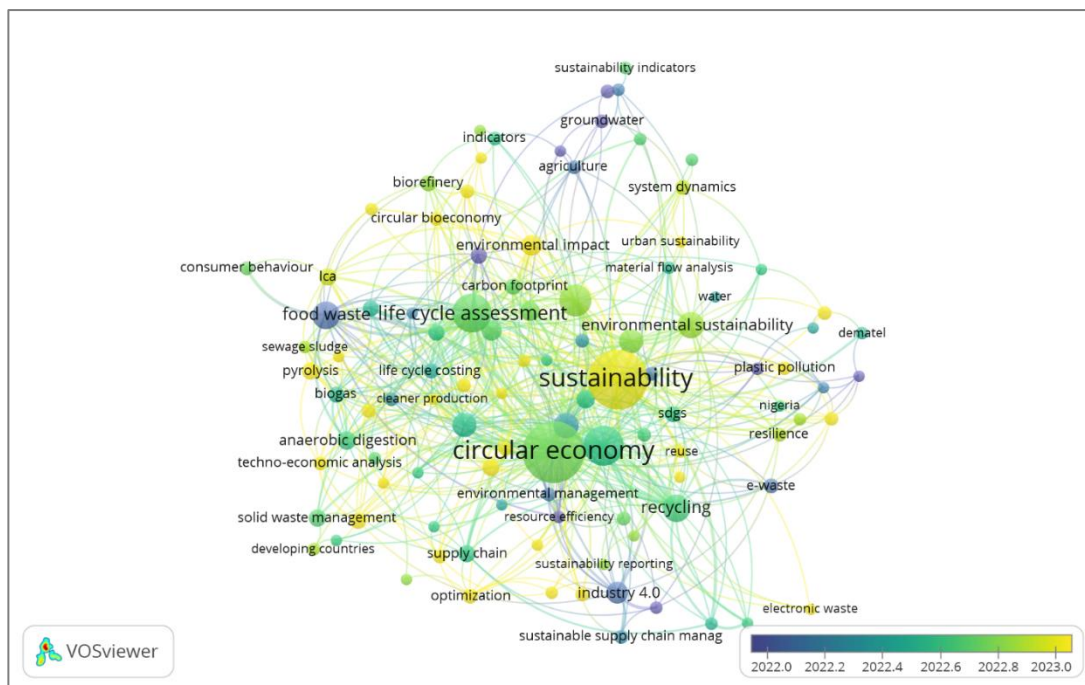 sustainability indicators
groundwater
indicators
agriculture
biorefinery
system dynamics
circular bioeconomy
environmental impact
urban sustainability
consumer behaviour
lca
material flow analysis
carbon footprint
water
food waste
life cycle assessment
environmental sustainability
dematel
sewage sludge
pyrolysis
life cycle costing
plastic pollution
sustainability
biogas
cleaner production
sdgs
nigeria
anaerobic digestion
resilience
circular economy
reuse
techno-economic analysis
e-waste
environmental management
recycling
solid waste management
resource efficiency
developing countries
supply chain
sustainability reporting
optimization
industry 4.0
electronic waste
sustainable supply chain manag
VOSviewer
2022.0 2022.2 2022.4 2022.6 2022.8 2023.0